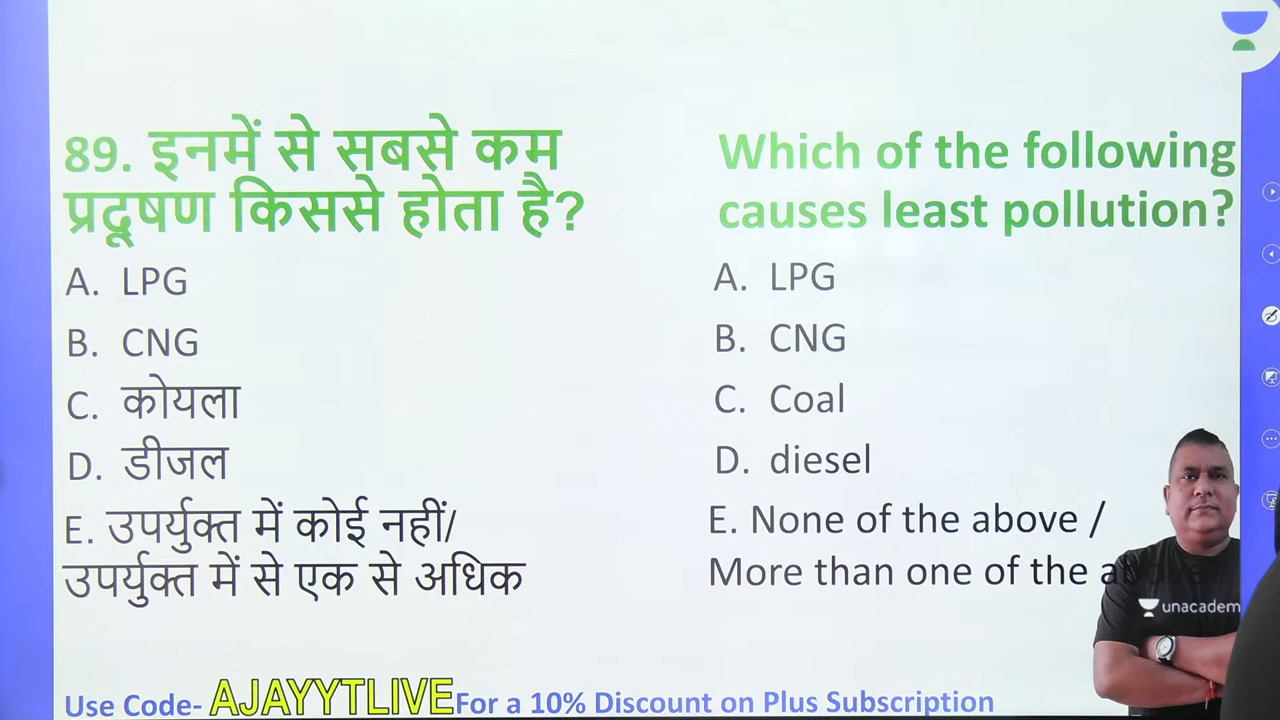 89. इनमें से सबसे कम
प्रदूषण किससे होता है?
A. LPG
B. CNG
C. कोयला
D. डीजल
E. उपर्युक्त में कोई नहीं/
उपर्युक्त में से एक से अधिक
Which of the following
causes least pollution?
A. LPG
B. CNG
C. Coal
D. diesel
E. None of the above /
More than one of the above
unacadem
Use Code- AJAYYTLIVE For a 10% Discount on Plus Subscription